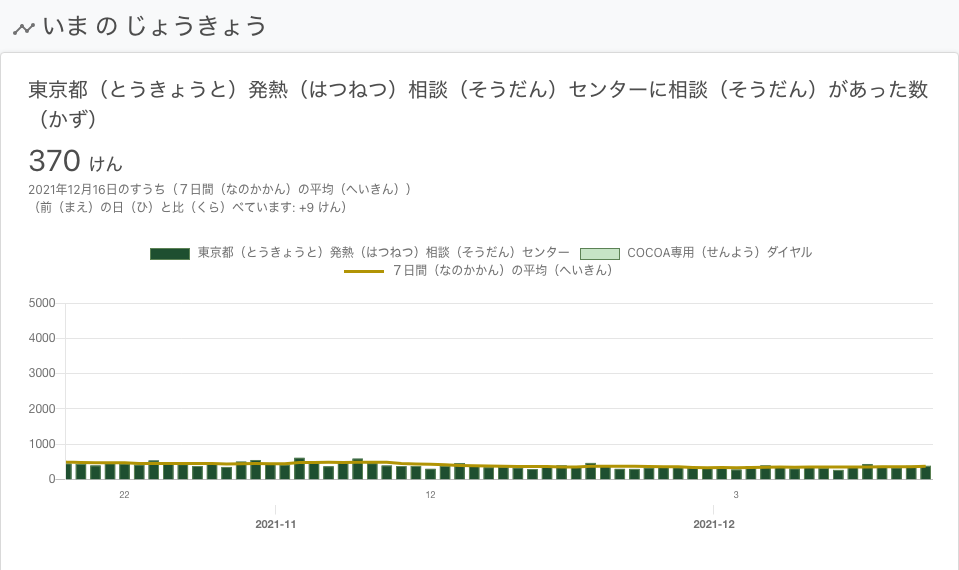 いま の じょうきょう
東京都（とうきょうと）発熱（はつねつ）相談（そうだん）センターに相談（そうだん）があった数
（かず）
370 けん
2021年12月16日のすうち（７日間（なのかかん）の平均（へいきん））
（前（まえ）の日（ひ）と比（くら）べています: +9 けん）
東京都（とうきょうと）発熱（はつねつ）相談（そうだん）センター COCOA専用（せんよう）ダイヤル
７日間（なのかかん）の平均（へいきん）
5000
4000
3000
2000
1000
0
22 12 3
2021-11 2021-12